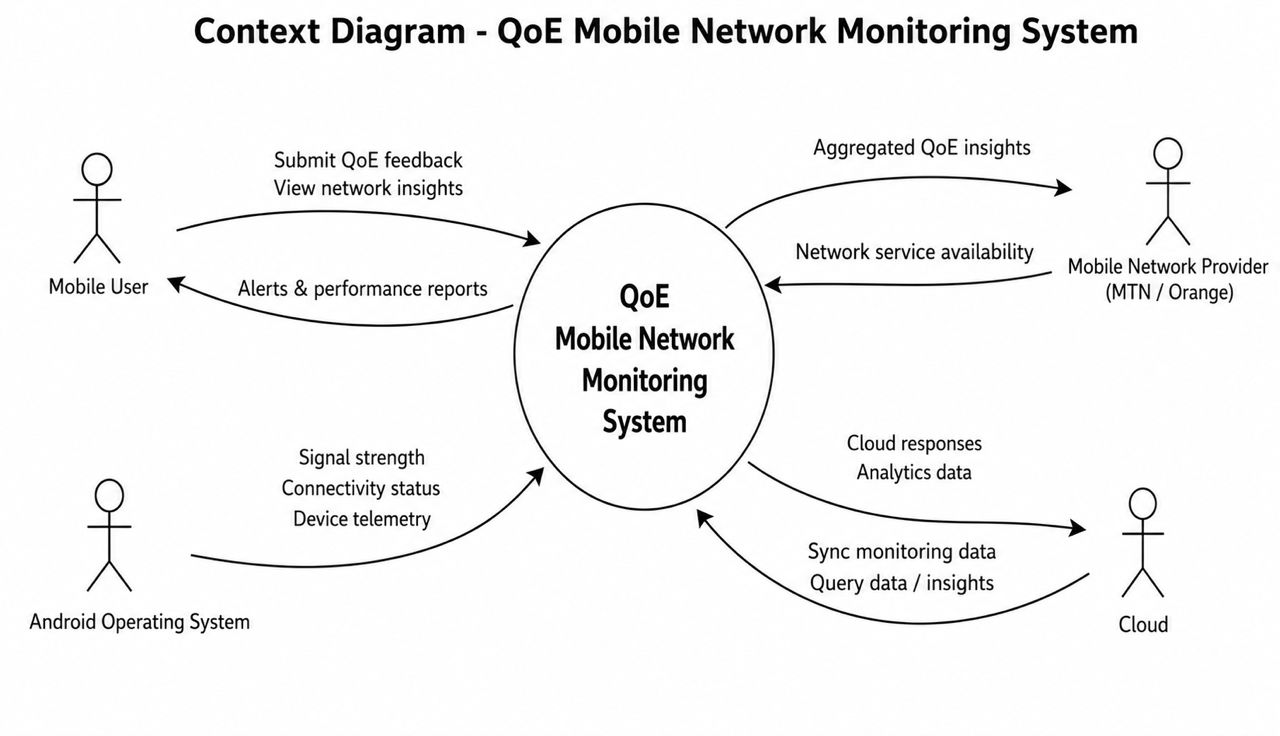 Context Diagram - QoE Mobile Network Monitoring System
Submit QoE feedback
View network insights
Mobile User
Alerts & performance reports
Aggregated QoE insights
Network service availability
Mobile Network Provider
(MTN / Orange)
QoE
Mobile Network
Monitoring
System
Signal strength
Connectivity status
Device telemetry
Android Operating System
Cloud responses
Analytics data
Sync monitoring data
Query data / insights
Cloud